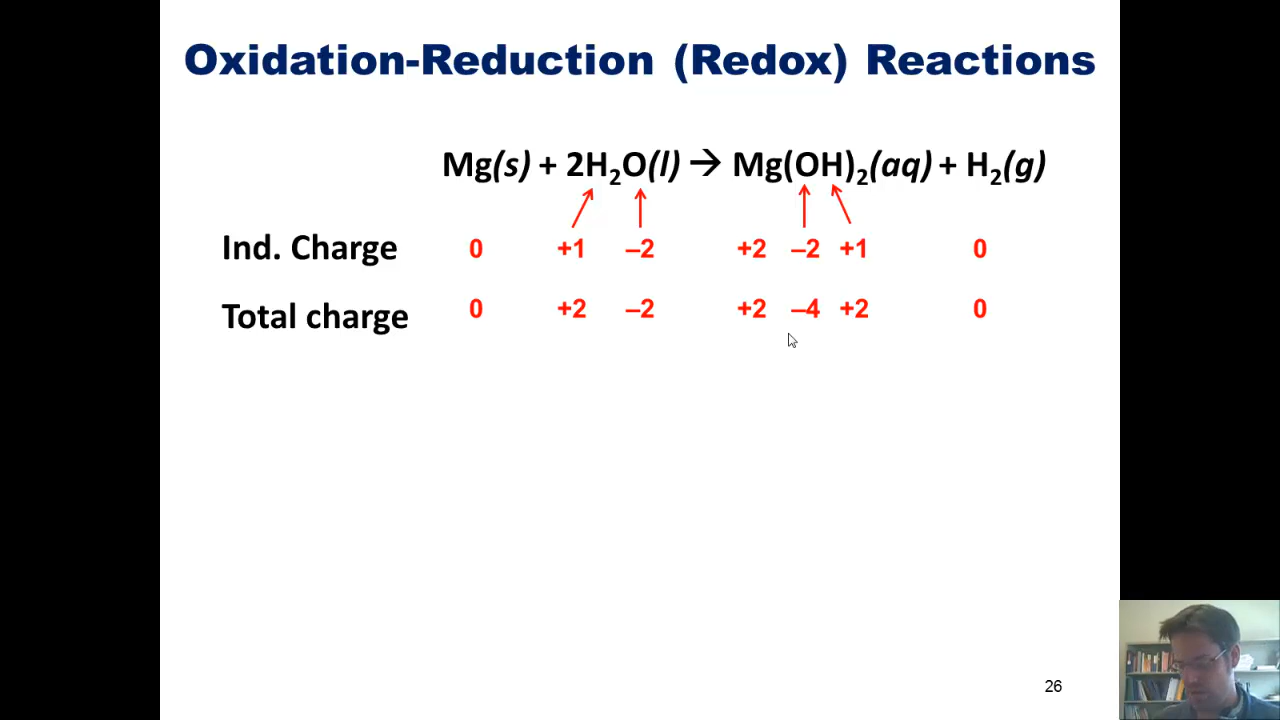 Oxidation-Reduction (Redox) Reactions
Mg(s) + 2H₂O(l) → Mg(OH)₂(aq) + H₂(g)
Ind. Charge 0 +1 –2 +2 –2 +1 0
Total charge 0 +2 –2 +2 –4 +2 0
26